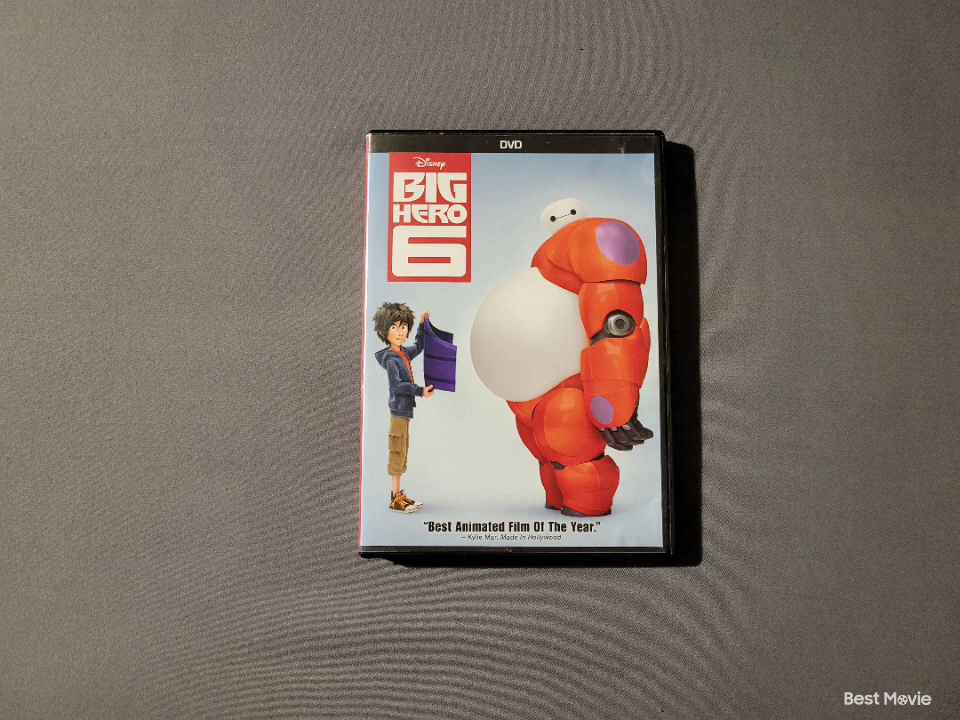 DVD
Disney
BIG
HERO
6
"Best Animated Film Of The Year."
– Kylie Mar, Made In Hollywood
Best Movie